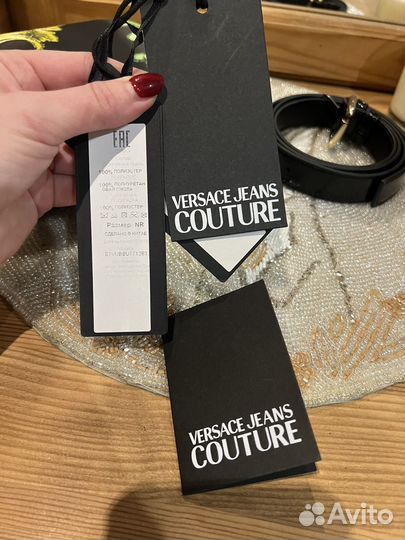 VERSACE JEANS
COUTURE
EAC
100% ПОЛИЭСТЕР
100% ПОЛИУРЕТАН
100% ПОЛИЭСТЕР
Размер: NR
СДЕЛАНО В КИТАЕ
VERSACE JEANS
COUTURE
Avito